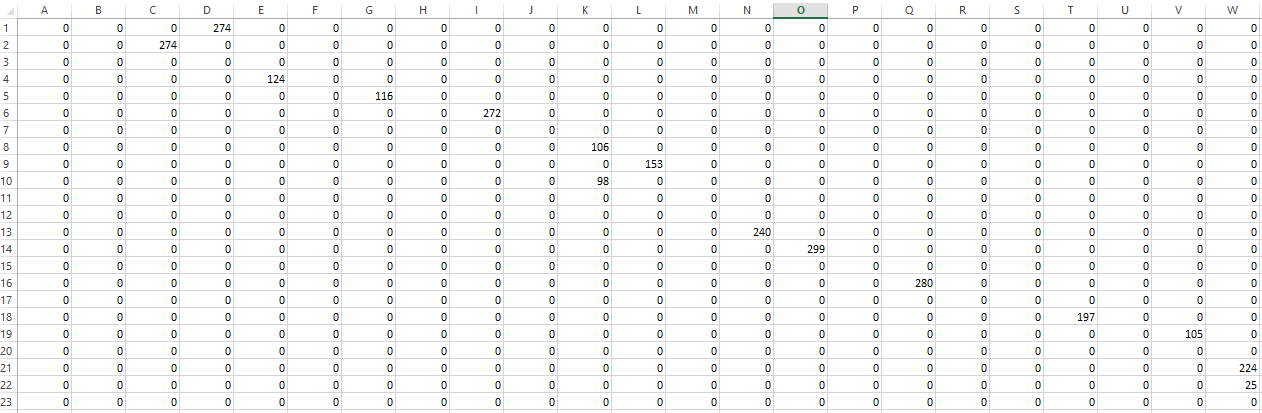 A B C D E F G H I J K L M N O P Q R S T U V W
1 0 0 0 274 0 0 0 0 0 0 0 0 0 0 0 0 0 0 0 0 0 0 0
2 0 0 274 0 0 0 0 0 0 0 0 0 0 0 0 0 0 0 0 0 0 0 0
3 0 0 0 0 0 0 0 0 0 0 0 0 0 0 0 0 0 0 0 0 0 0 0
4 0 0 0 0 124 0 0 0 0 0 0 0 0 0 0 0 0 0 0 0 0 0 0
5 0 0 0 0 0 0 116 0 0 0 0 0 0 0 0 0 0 0 0 0 0 0 0
6 0 0 0 0 0 0 0 0 272 0 0 0 0 0 0 0 0 0 0 0 0 0 0
7 0 0 0 0 0 0 0 0 0 0 0 0 0 0 0 0 0 0 0 0 0 0 0
8 0 0 0 0 0 0 0 0 0 0 106 0 0 0 0 0 0 0 0 0 0 0 0
9 0 0 0 0 0 0 0 0 0 0 0 153 0 0 0 0 0 0 0 0 0 0 0
10 0 0 0 0 0 0 0 0 0 0 98 0 0 0 0 0 0 0 0 0 0 0 0
11 0 0 0 0 0 0 0 0 0 0 0 0 0 0 0 0 0 0 0 0 0 0 0
12 0 0 0 0 0 0 0 0 0 0 0 0 0 0 0 0 0 0 0 0 0 0 0
13 0 0 0 0 0 0 0 0 0 0 0 0 0 240 0 0 0 0 0 0 0 0 0
14 0 0 0 0 0 0 0 0 0 0 0 0 0 0 299 0 0 0 0 0 0 0 0
15 0 0 0 0 0 0 0 0 0 0 0 0 0 0 0 0 0 0 0 0 0 0 0
16 0 0 0 0 0 0 0 0 0 0 0 0 0 0 0 0 280 0 0 0 0 0 0
17 0 0 0 0 0 0 0 0 0 0 0 0 0 0 0 0 0 0 0 0 0 0 0
18 0 0 0 0 0 0 0 0 0 0 0 0 0 0 0 0 0 0 0 197 0 0 0
19 0 0 0 0 0 0 0 0 0 0 0 0 0 0 0 0 0 0 0 0 0 105 0
20 0 0 0 0 0 0 0 0 0 0 0 0 0 0 0 0 0 0 0 0 0 0 0
21 0 0 0 0 0 0 0 0 0 0 0 0 0 0 0 0 0 0 0 0 0 0 224
22 0 0 0 0 0 0 0 0 0 0 0 0 0 0 0 0 0 0 0 0 0 0 25
23 0 0 0 0 0 0 0 0 0 0 0 0 0 0 0 0 0 0 0 0 0 0 0